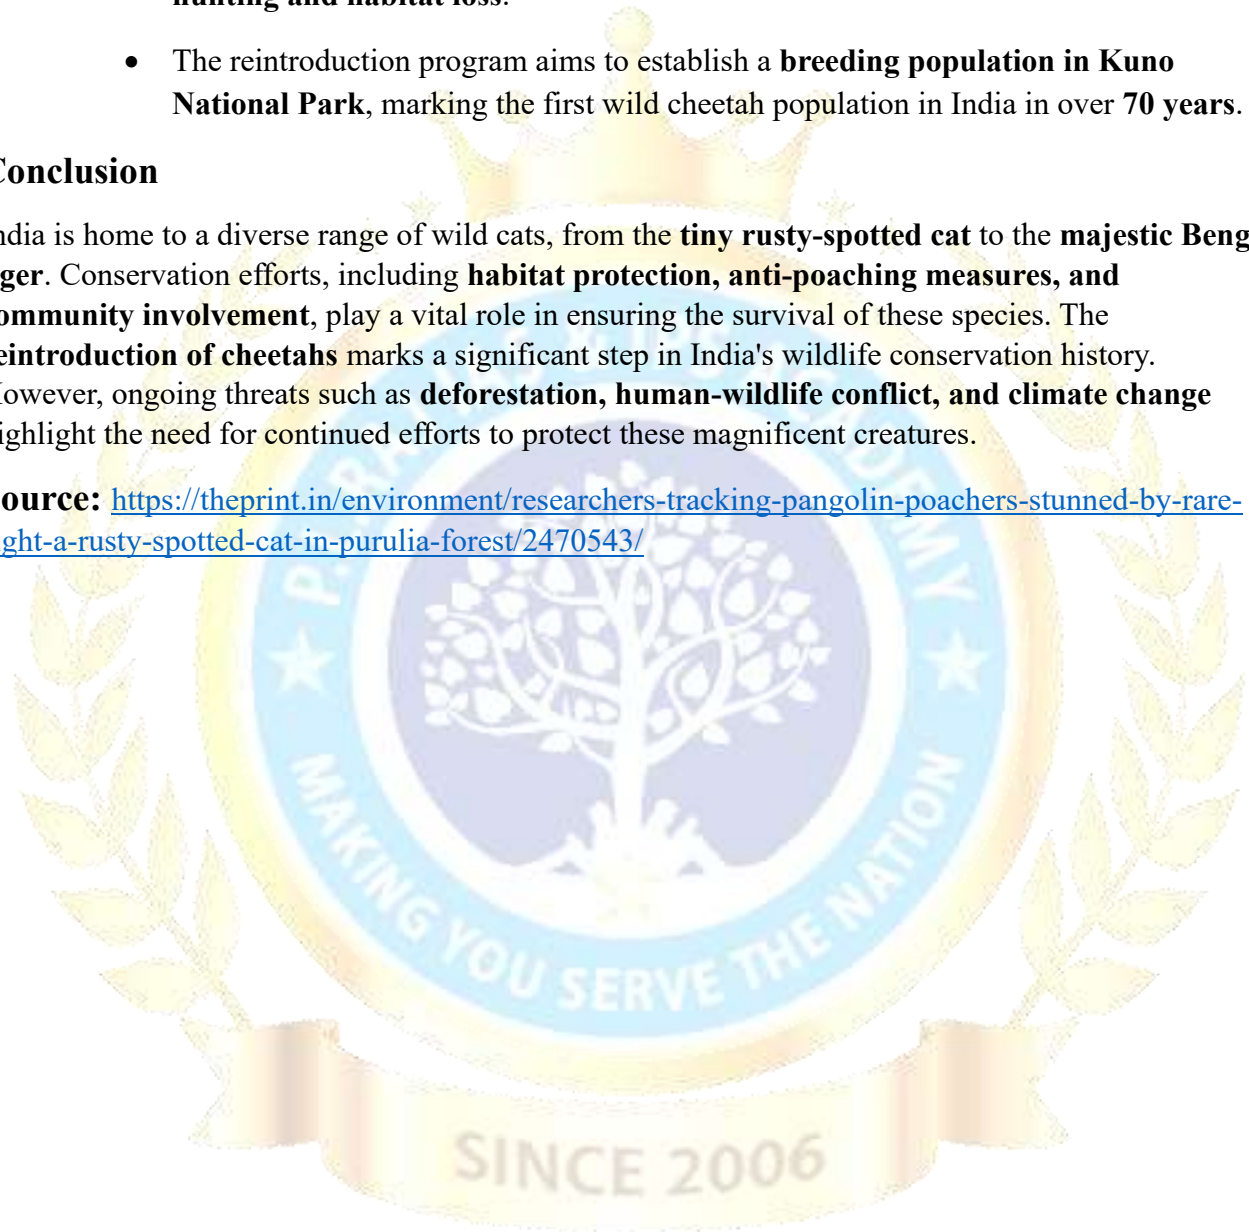 hunting and habitat loss.
• The reintroduction program aims to establish a breeding population in Kuno
National Park, marking the first wild cheetah population in India in over 70 years.
Conclusion
ndia is home to a diverse range of wild cats, from the tiny rusty-spotted cat to the majestic Beng
ger. Conservation efforts, including habitat protection, anti-poaching measures, and
ommunity involvement, play a vital role in ensuring the survival of these species. The
eintroduction of cheetahs marks a significant step in India's wildlife conservation history.
However, ongoing threats such as deforestation, human-wildlife conflict, and climate change
ighlight the need for continued efforts to protect these magnificent creatures.
ource: https://theprint.in/environment/researchers-tracking-pangolin-poachers-stunned-by-rare-
ght-a-rusty-spotted-cat-in-purulia-forest/2470543/
IAS & IPS ACADEMY
MAKING YOU SERVE THE NATION
SINCE 2006